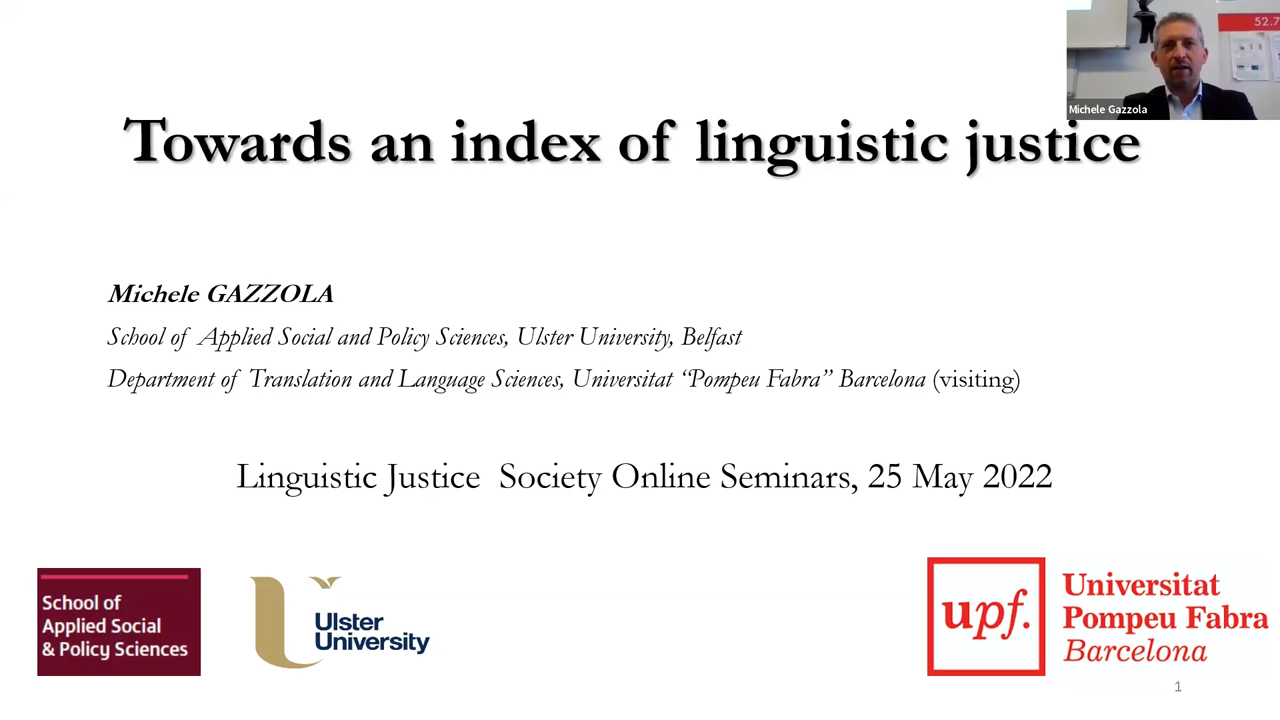 52.7
Michele Gazzola
Towards an index of linguistic justice
Michele GAZZOLA
School of Applied Social and Policy Sciences, Ulster University, Belfast
Department of Translation and Language Sciences, Universitat “Pompeu Fabra” Barcelona (visiting)
Linguistic Justice Society Online Seminars, 25 May 2022
School of
Applied Social
& Policy Sciences
Ulster
University
upf.
Universitat
Pompeu Fabra
Barcelona
1